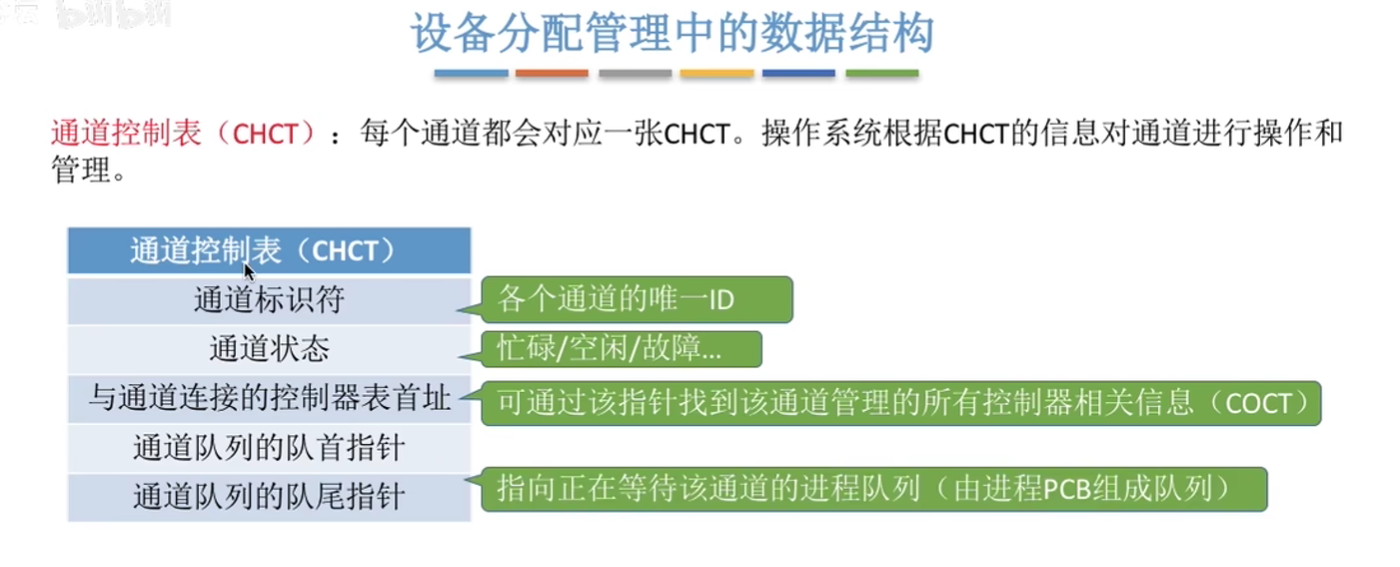 bilibili
设备分配管理中的数据结构
通道控制表（CHCT）：每个通道都会对应一张CHCT。操作系统根据CHCT的信息对通道进行操作和
管理。
通道控制表（CHCT）
通道标识符
各个通道的唯一ID
通道状态
忙碌/空闲/故障...
与通道连接的控制器表首址
可通过该指针找到该通道管理的所有控制器相关信息（COCT）
通道队列的队首指针
通道队列的队尾指针
指向正在等待该通道的进程队列（由进程PCB组成队列）